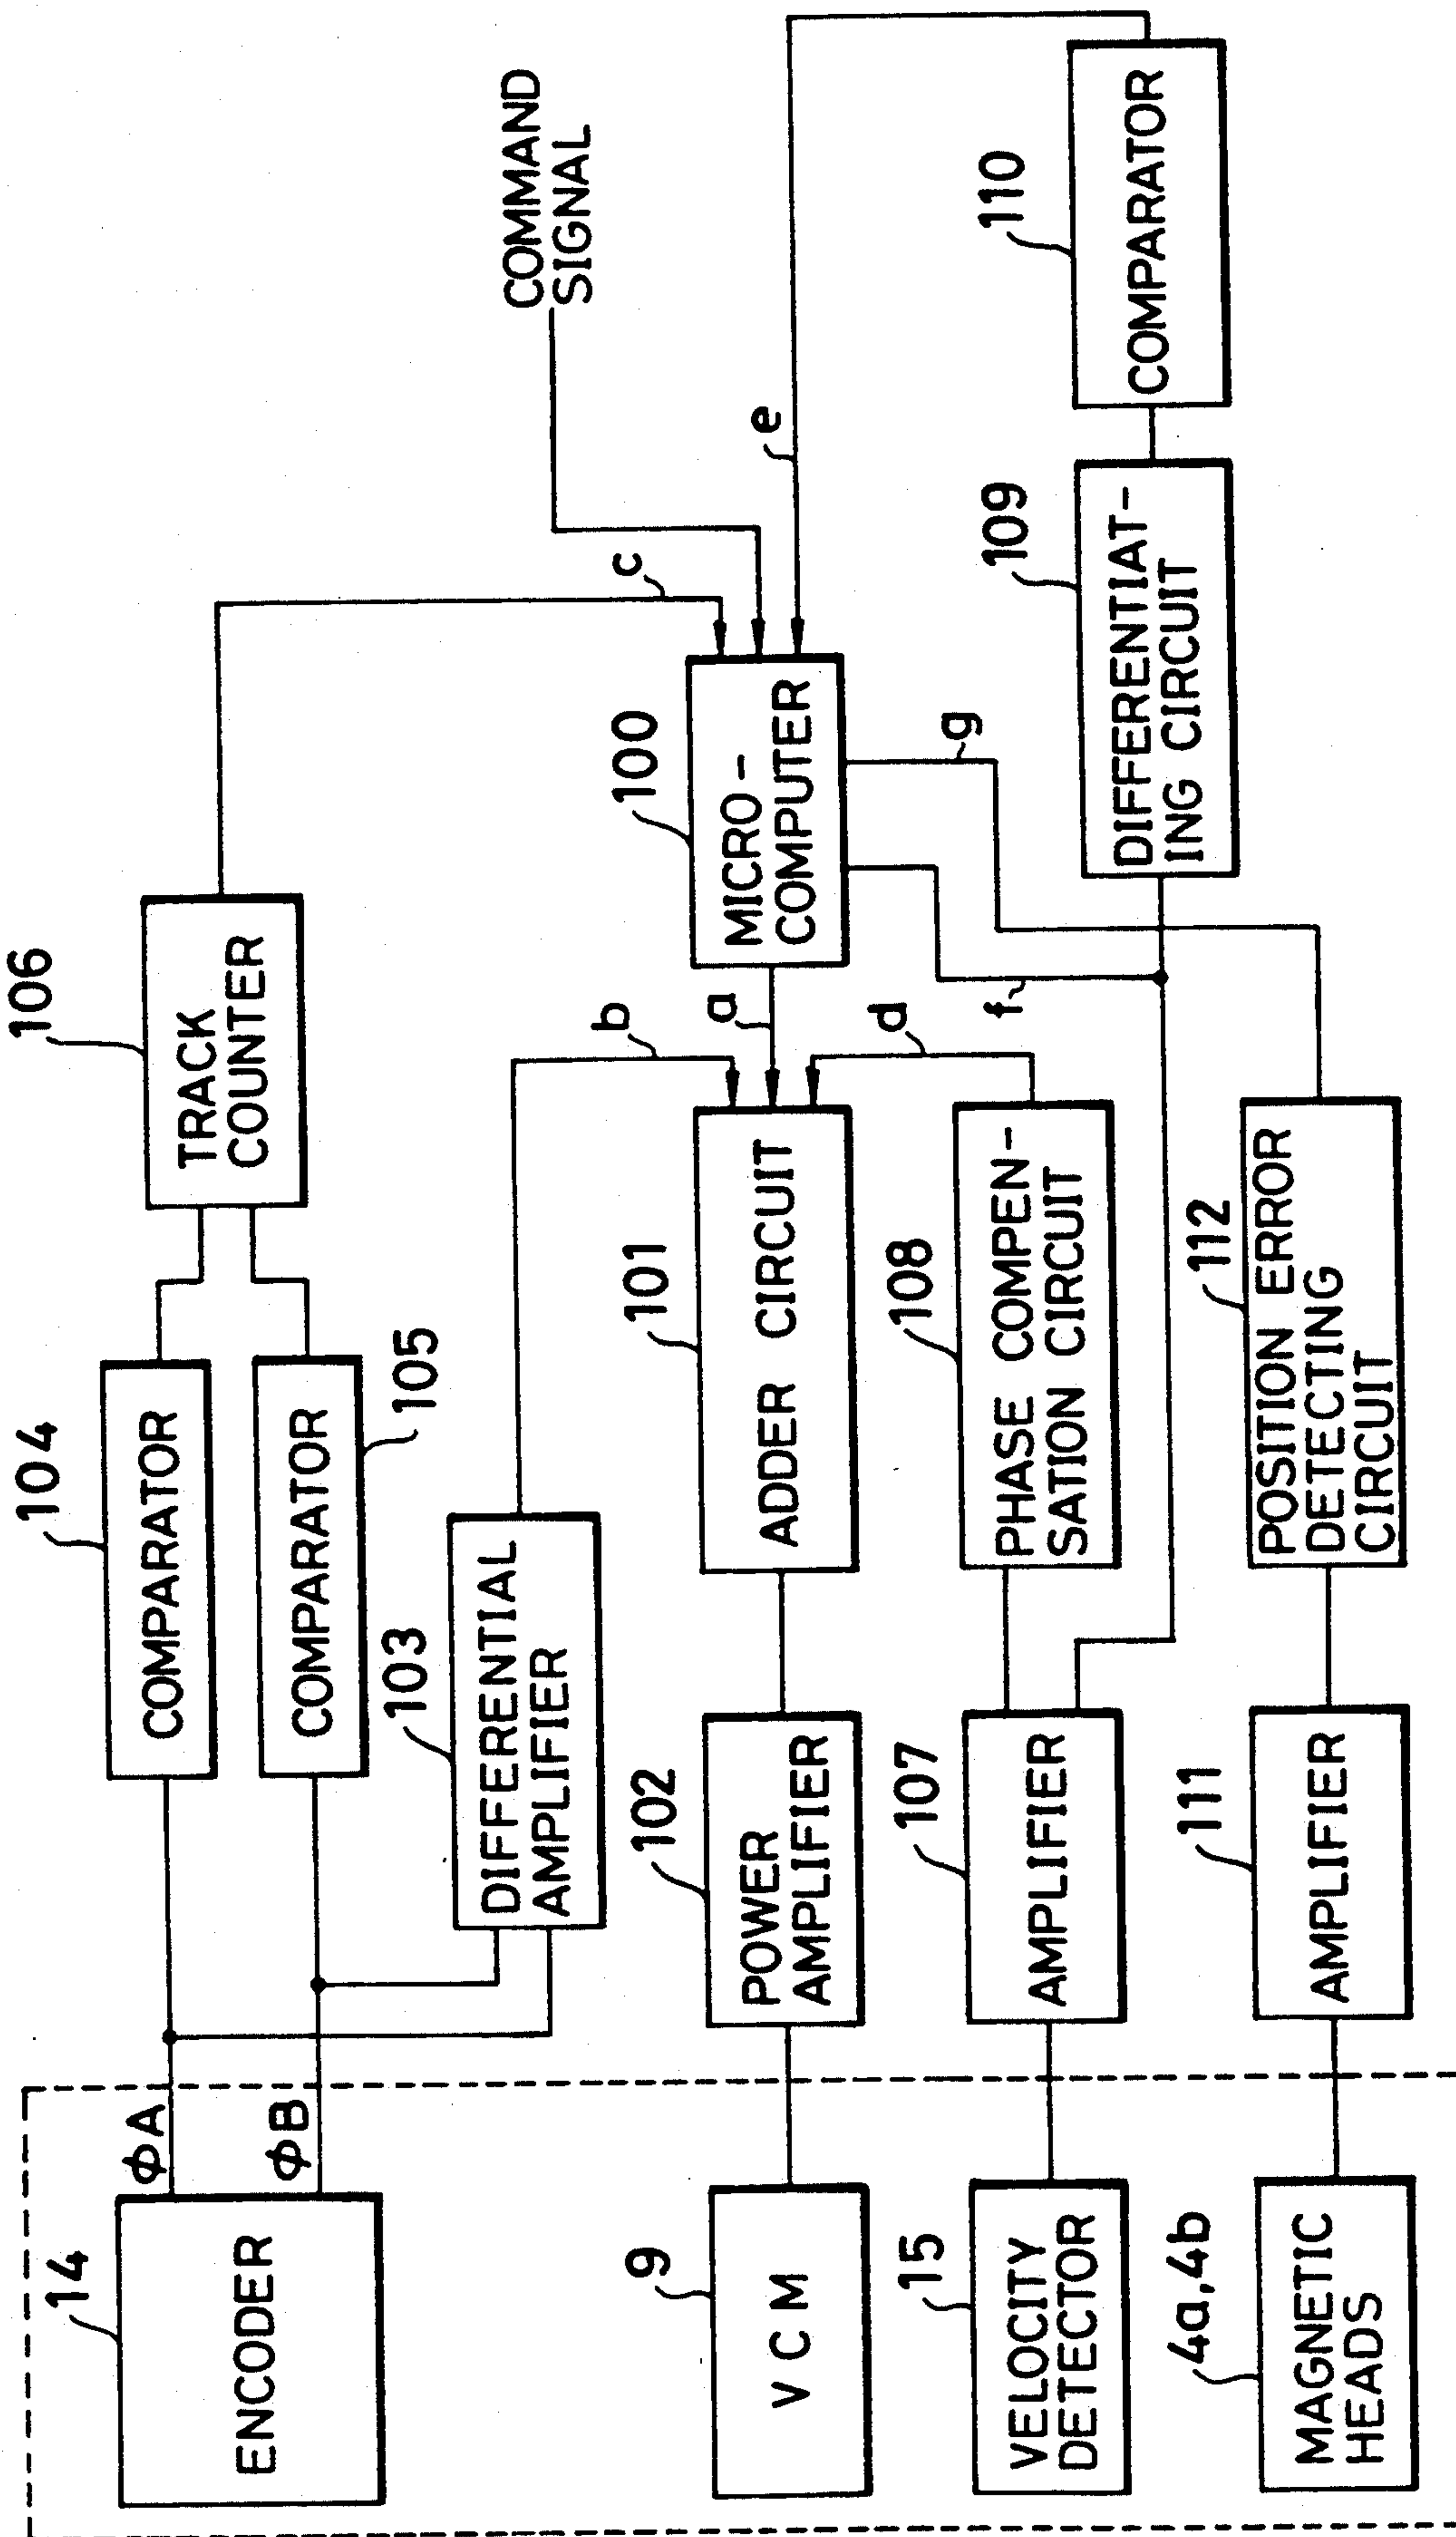 14
ENCODER
ΦA
ΦB
104
COMPARATOR
COMPARATOR
105
106
TRACK
COUNTER
103
DIFFERENTIAL
AMPLIFIER
b
c
COMMAND
SIGNAL
9
V C M
102
POWER
AMPLIFIER
101
ADDER CIRCUIT
a
100
MICRO-
COMPUTER
e
15
VELOCITY
DETECTOR
107
AMPLIFIER
108
PHASE COMPEN-
SATION CIRCUIT
d
f
g
109
DIFFERENTIAT-
ING CIRCUIT
110
COMPARATOR
4a,4b
MAGNETIC
HEADS
111
AMPLIFIER
112
POSITION ERROR
DETECTING
CIRCUIT